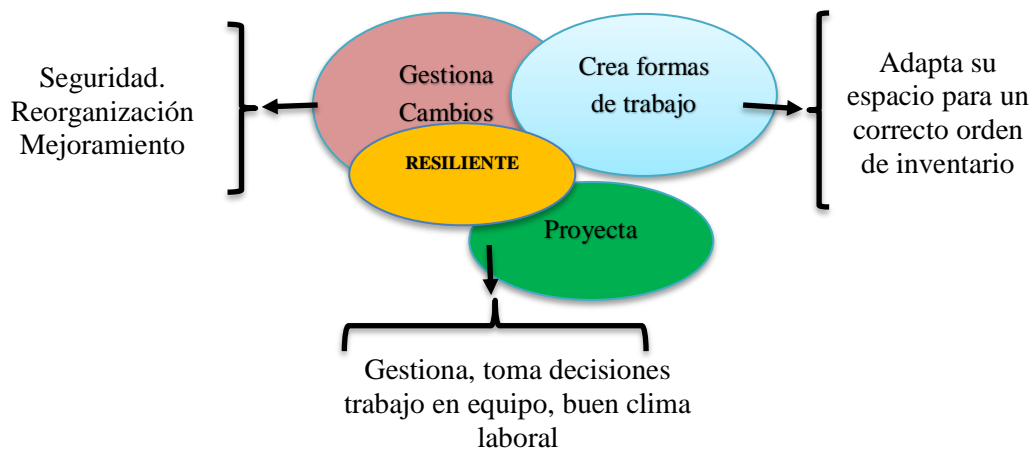 Seguridad.
Reorganización
Mejoramiento
Gestiona
Cambios
RESILIENTE
Crea formas
de trabajo
Adapta su
espacio para un
correcto orden
de inventario
Proyecta
Gestiona, toma decisiones
trabajo en equipo, buen clima
laboral